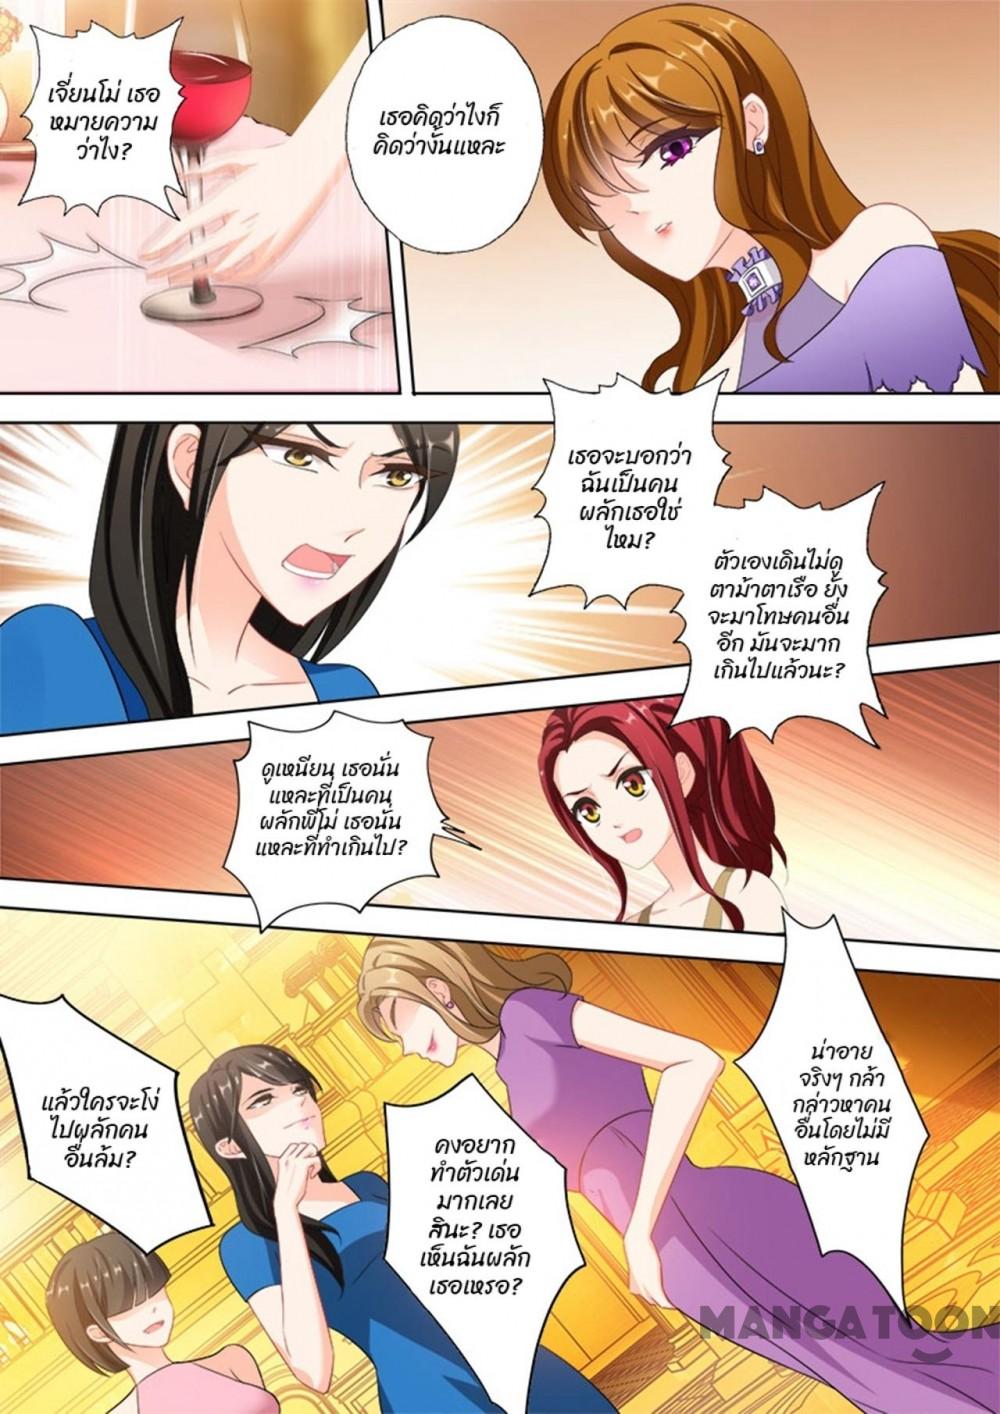 เจี่ยนโม่ เธอ
หมายความ
ว่าไง?
เธอคิดว่าไงก็
คิดว่างั้นแหละ
เธอจะบอกว่า
ฉันเป็นคน
ผลักเธอใช่
ไหม?
ตัวเองเดินไม่ดู
ตาม้าตาเรือ ยัง
จะมาโทษคนอื่น
อีก มันจะมาก
เกินไปแล้วนะ?
ดูเหนียน เธอนั่น
แหละที่เป็นคน
ผลักพี่โม่ เธอนั่น
แหละที่ทำเกินไป?
น่าอาย
จริงๆ กล้า
กล่าวหาคน
อื่นโดยไม่มี
หลักฐาน
แล้วใครจะโง่
ไปผลักคน
อื่นล้ม?
คงอยาก
ทำตัวเด่น
มากเลย
สินะ? เธอ
เห็นฉันผลัก
เธอเหรอ?
MANGATOON